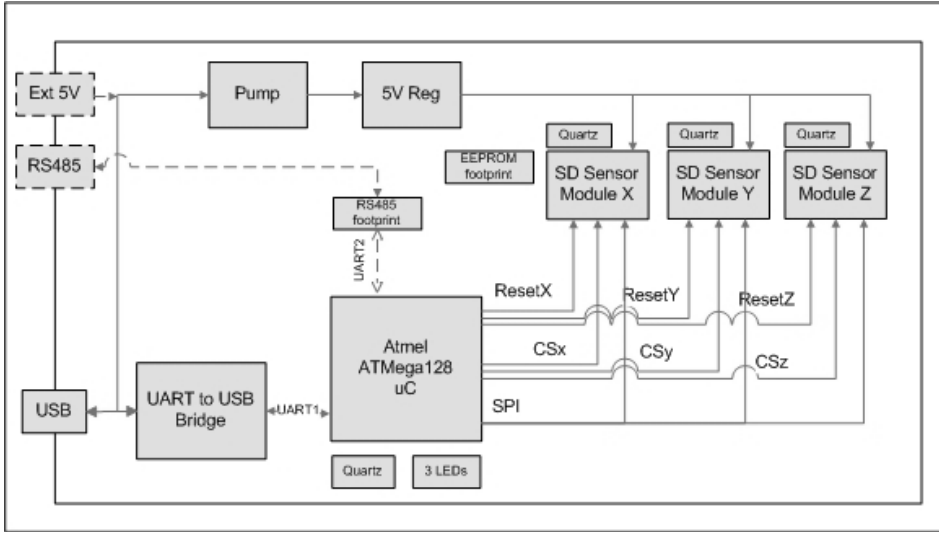 Ext 5V
Pump
5V Reg
Quartz
Quartz
Quartz
RS485
EEPROM
footprint
SD Sensor
Module X
SD Sensor
Module Y
SD Sensor
Module Z
RS485
footprint
UART2
ResetX
ResetY
ResetZ
Atmel
ATMega128
uC
CSx
CSy
CSz
USB
UART to USB
Bridge
UART1
SPI
Quartz
3 LEDs